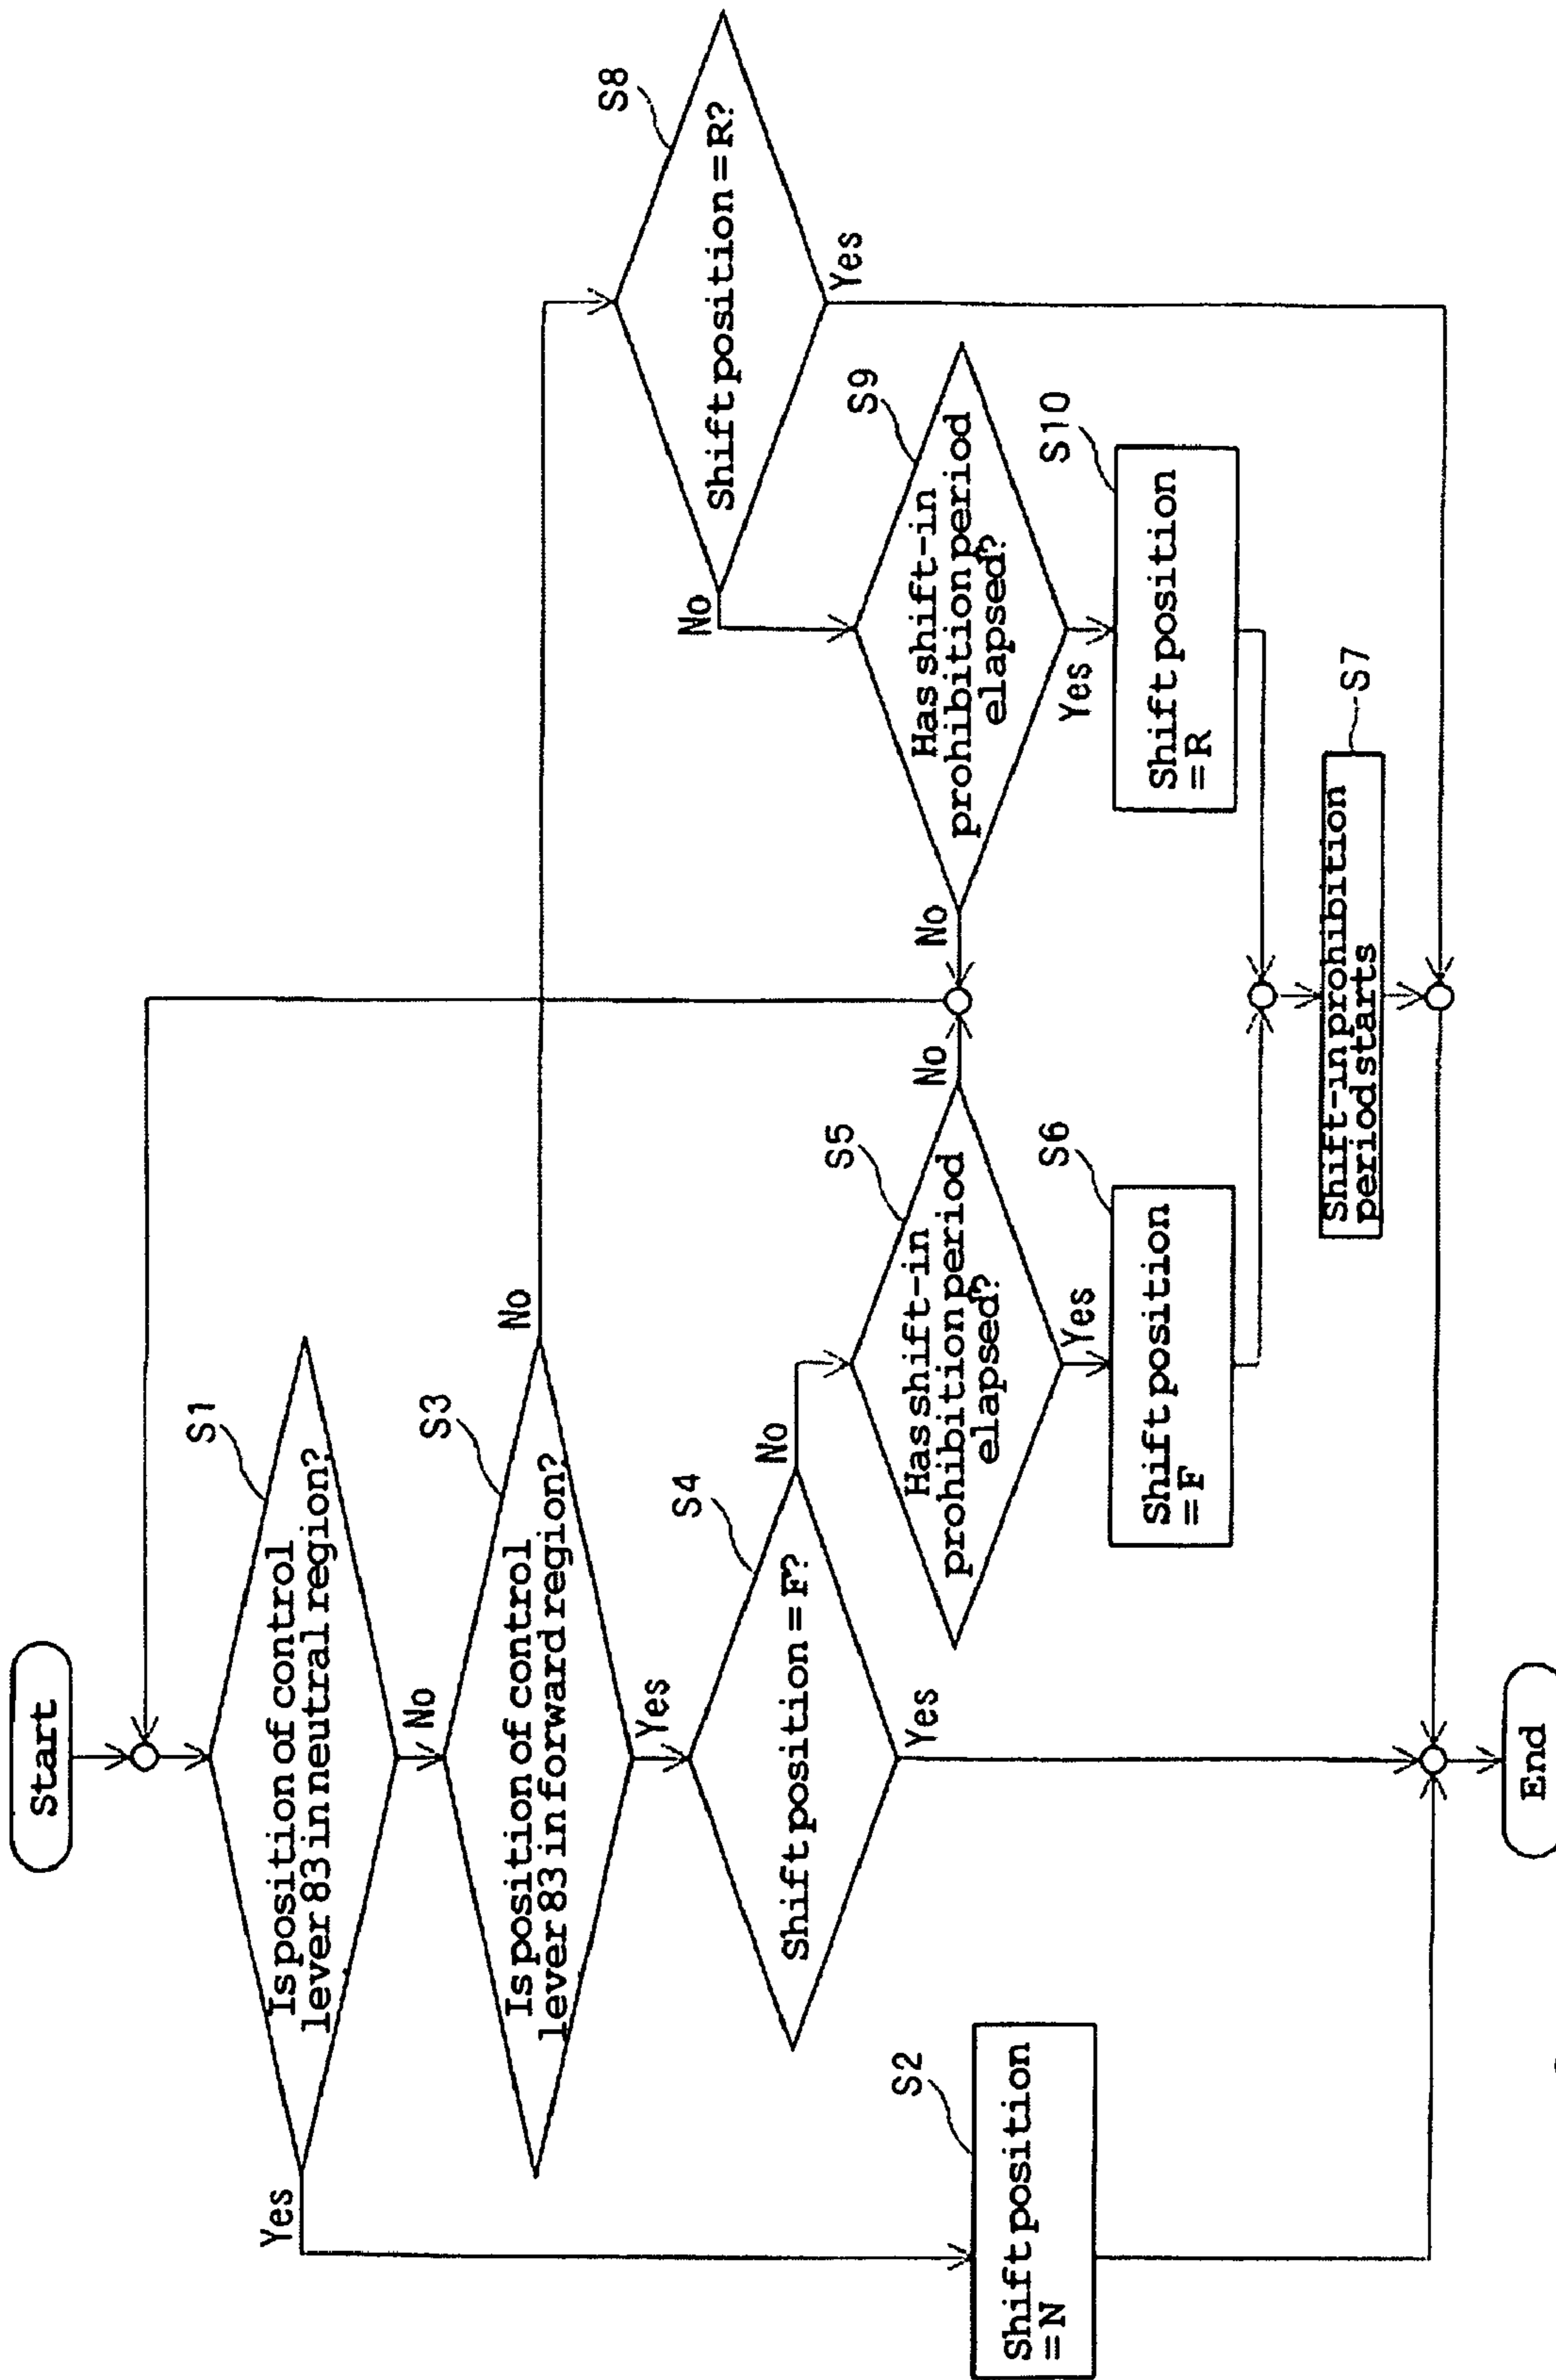 Start
S1
Is position of control
lever 83 in neutral region?
Yes
No
S3
Is position of control
lever 83 in forward region?
No
Yes
S4
Shift position = F?
No
Yes
S8
Shift position = R?
No
Yes
S5
Has shift-in
prohibition period
elapsed?
No
Yes
S9
Has shift-in
prohibition period
elapsed?
No
Yes
S2
Shift position
= N
S6
Shift position
= F
S10
Shift position
= R
S7
Shift-in prohibition
period starts
End